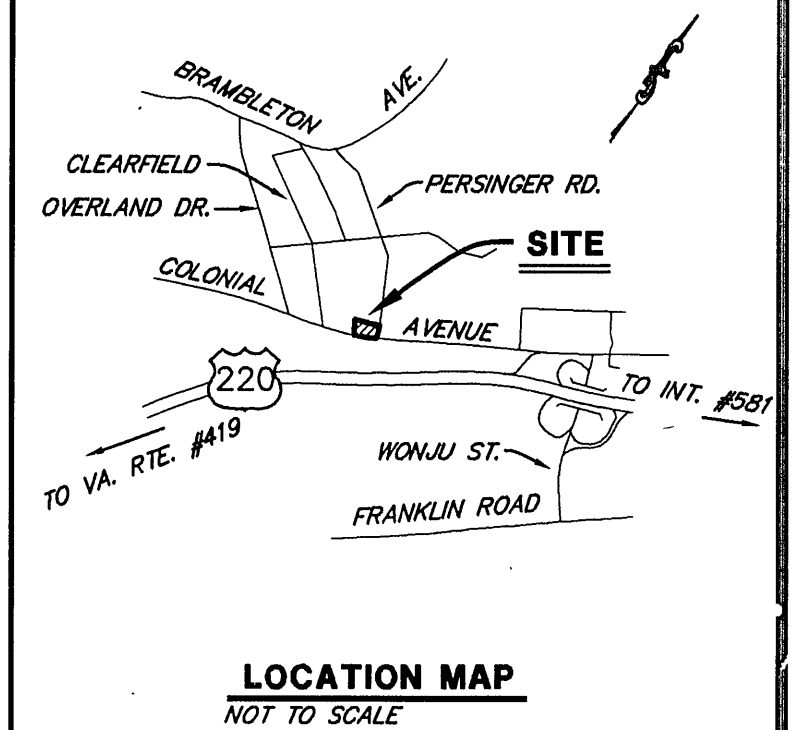 BRAMBLETON AVE.
CLEARFIELD
OVERLAND DR.
PERSINGER RD.
SITE
COLONIAL AVENUE
220
TO INT. #581
TO VA. RTE. #419
WONJU ST.
FRANKLIN ROAD
LOCATION MAP
NOT TO SCALE